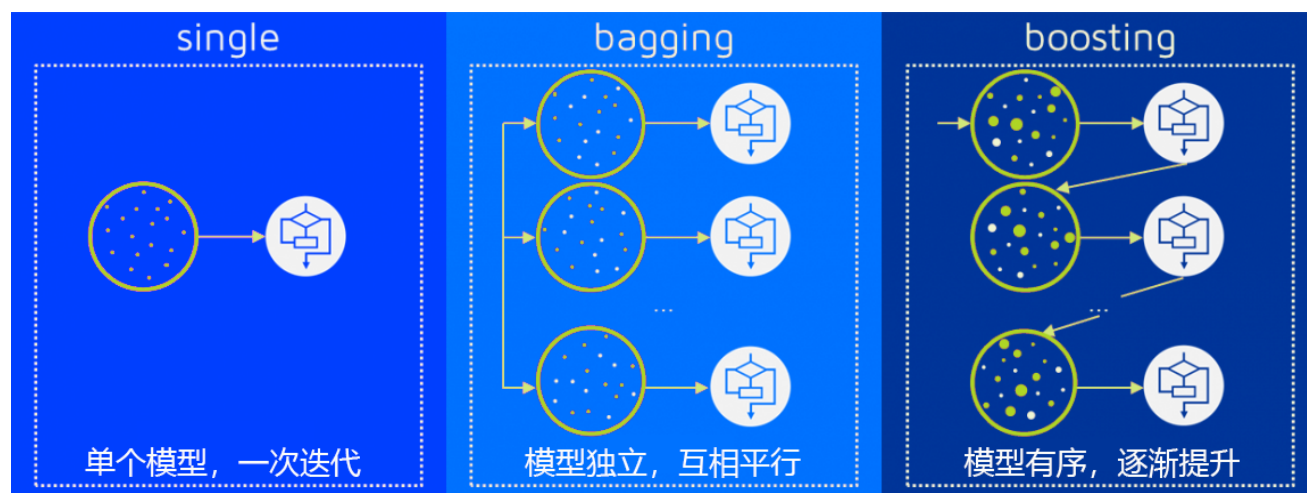 single
bagging
boosting
...
...
单个模型，一次迭代
模型独立，互相平行
模型有序，逐渐提升